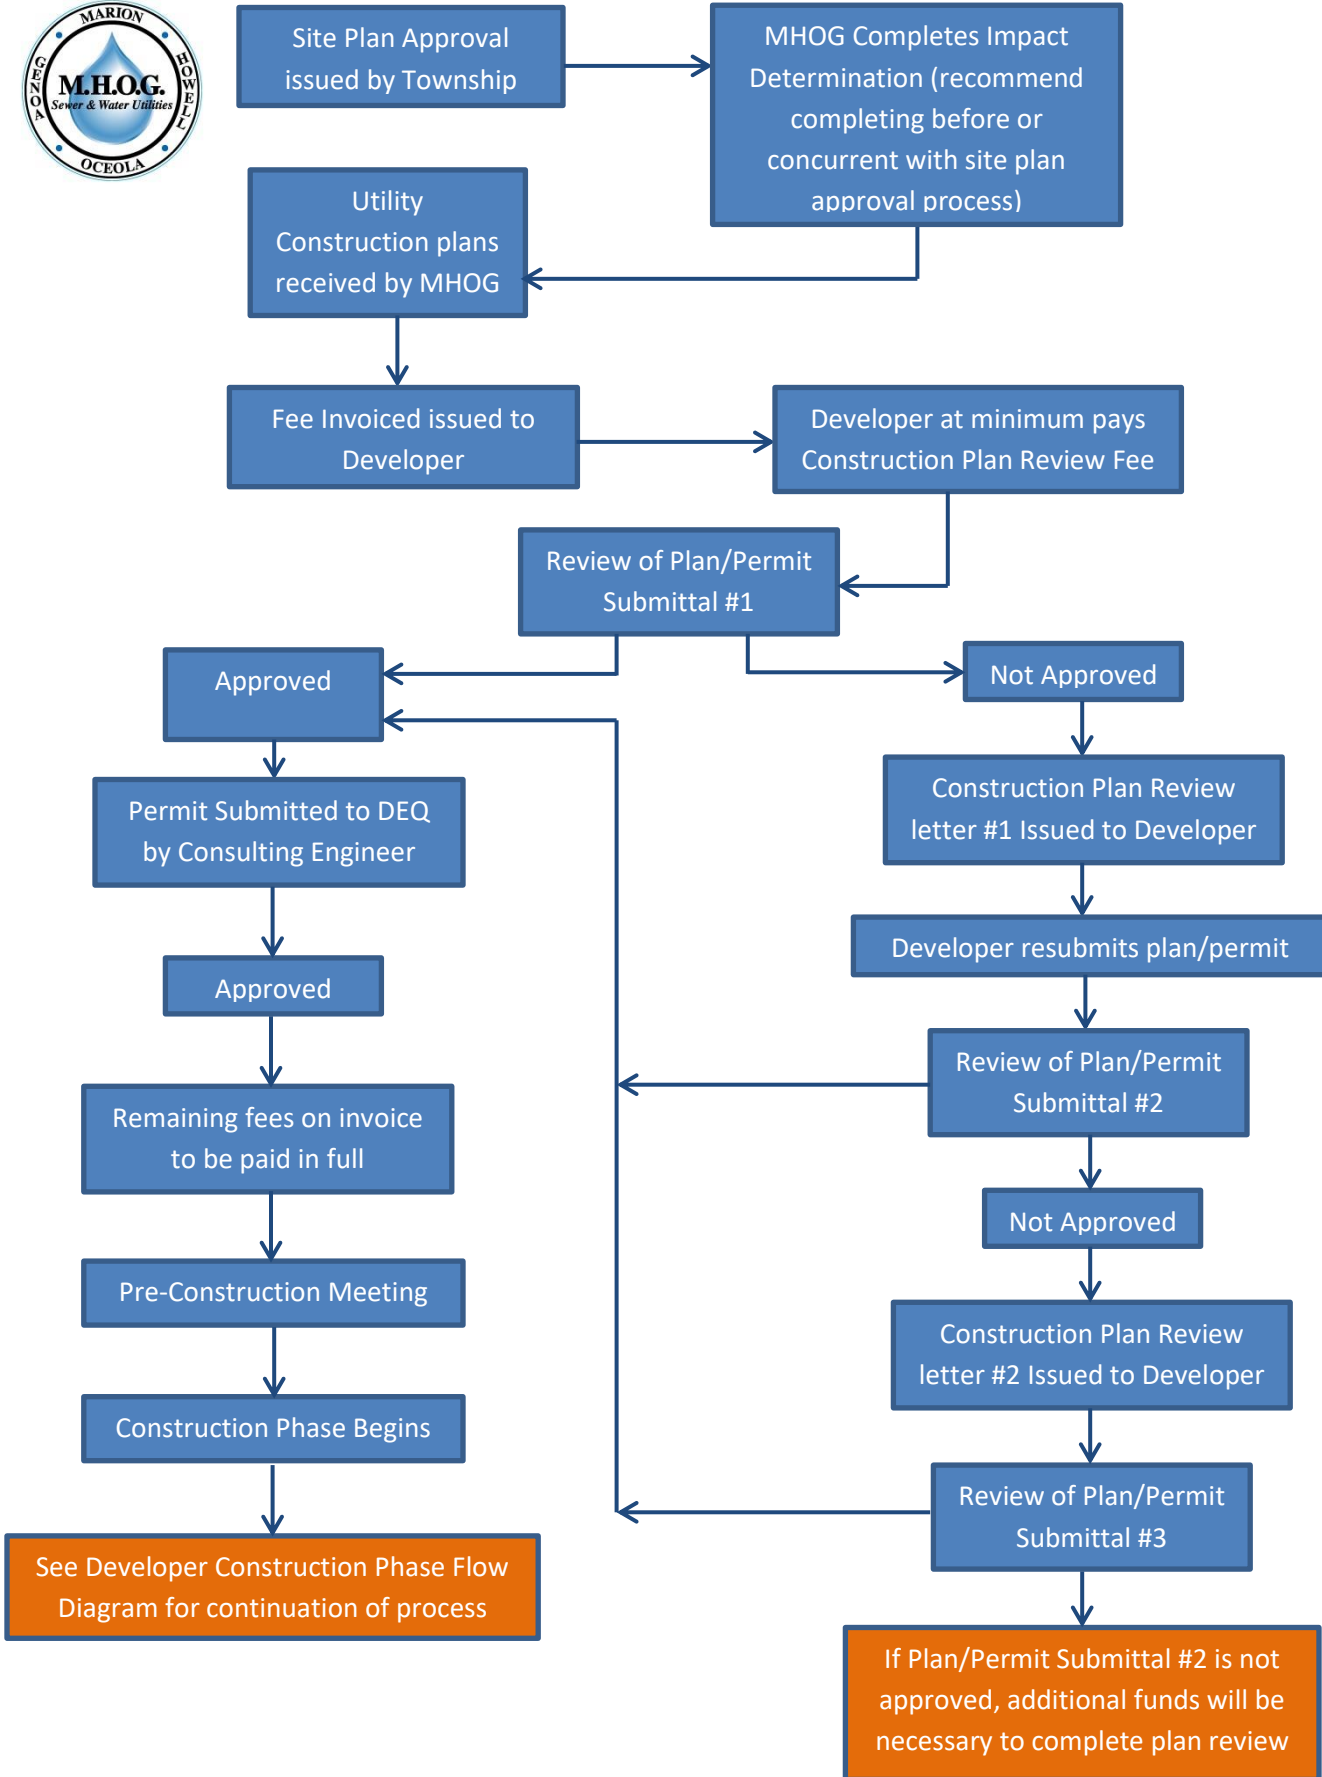 MARION
HOWELL
GENOA
M.H.O.G.
Sewer & Water Utilities
OCEOLA
Site Plan Approval
issued by Township
MHOG Completes Impact
Determination (recommend
completing before or
concurrent with site plan
approval process)
Utility
Construction plans
received by MHOG
Fee Invoiced issued to
Developer
Developer at minimum pays
Construction Plan Review Fee
Review of Plan/Permit
Submittal #1
Approved
Not Approved
Permit Submitted to DEQ
by Consulting Engineer
Construction Plan Review
letter #1 Issued to Developer
Developer resubmits plan/permit
Approved
Review of Plan/Permit
Submittal #2
Remaining fees on invoice
to be paid in full
Not Approved
Pre-Construction Meeting
Construction Plan Review
letter #2 Issued to Developer
Construction Phase Begins
Review of Plan/Permit
Submittal #3
See Developer Construction Phase Flow
Diagram for continuation of process
If Plan/Permit Submittal #2 is not
approved, additional funds will be
necessary to complete plan review